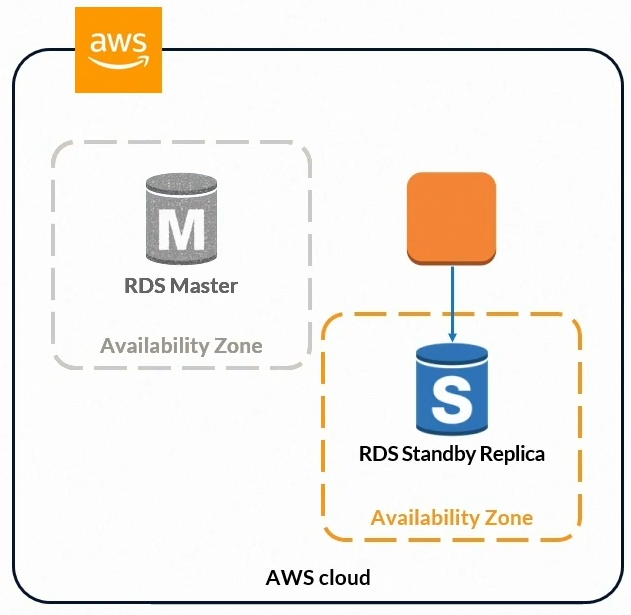 aws
M
RDS Master
Availability Zone
S
RDS Standby Replica
Availability Zone
AWS cloud